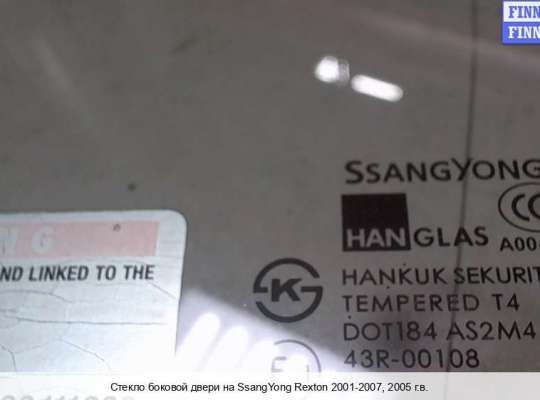 FINN
FINN
SSANGYONG
HANGLAS
A00
NG
ND LINKED TO THE
HANKUK SEKURIT
TEMPERED T4
DOT184 AS2M4
43R-00108
Стекло боковой двери на SsangYong Rexton 2001-2007, 2005 г.в.